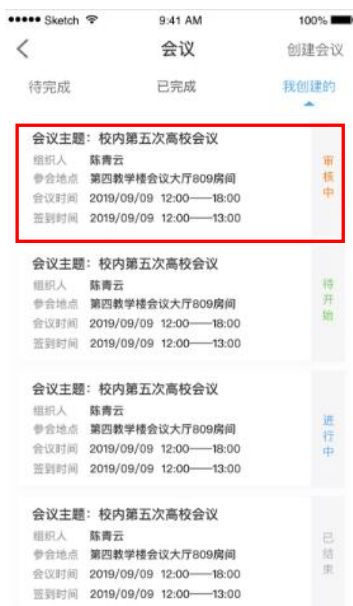 Sketch 9:41 AM 100%
会议 创建会议
待完成 已完成 我创建的
会议主题：校内第五次高校会议
组织人 陈青云
参会地点 第四教学楼会议大厅809房间
会议时间 2019/09/09 12:00——18:00
签到时间 2019/09/09 12:00——13:00
审核中
会议主题：校内第五次高校会议
组织人 陈青云
参会地点 第四教学楼会议大厅809房间
会议时间 2019/09/09 12:00——18:00
签到时间 2019/09/09 12:00——13:00
待开始
会议主题：校内第五次高校会议
组织人 陈青云
参会地点 第四教学楼会议大厅809房间
会议时间 2019/09/09 12:00——18:00
签到时间 2019/09/09 12:00——13:00
进行中
会议主题：校内第五次高校会议
组织人 陈青云
参会地点 第四教学楼会议大厅809房间
会议时间 2019/09/09 12:00——18:00
签到时间 2019/09/09 12:00——13:00
已结束